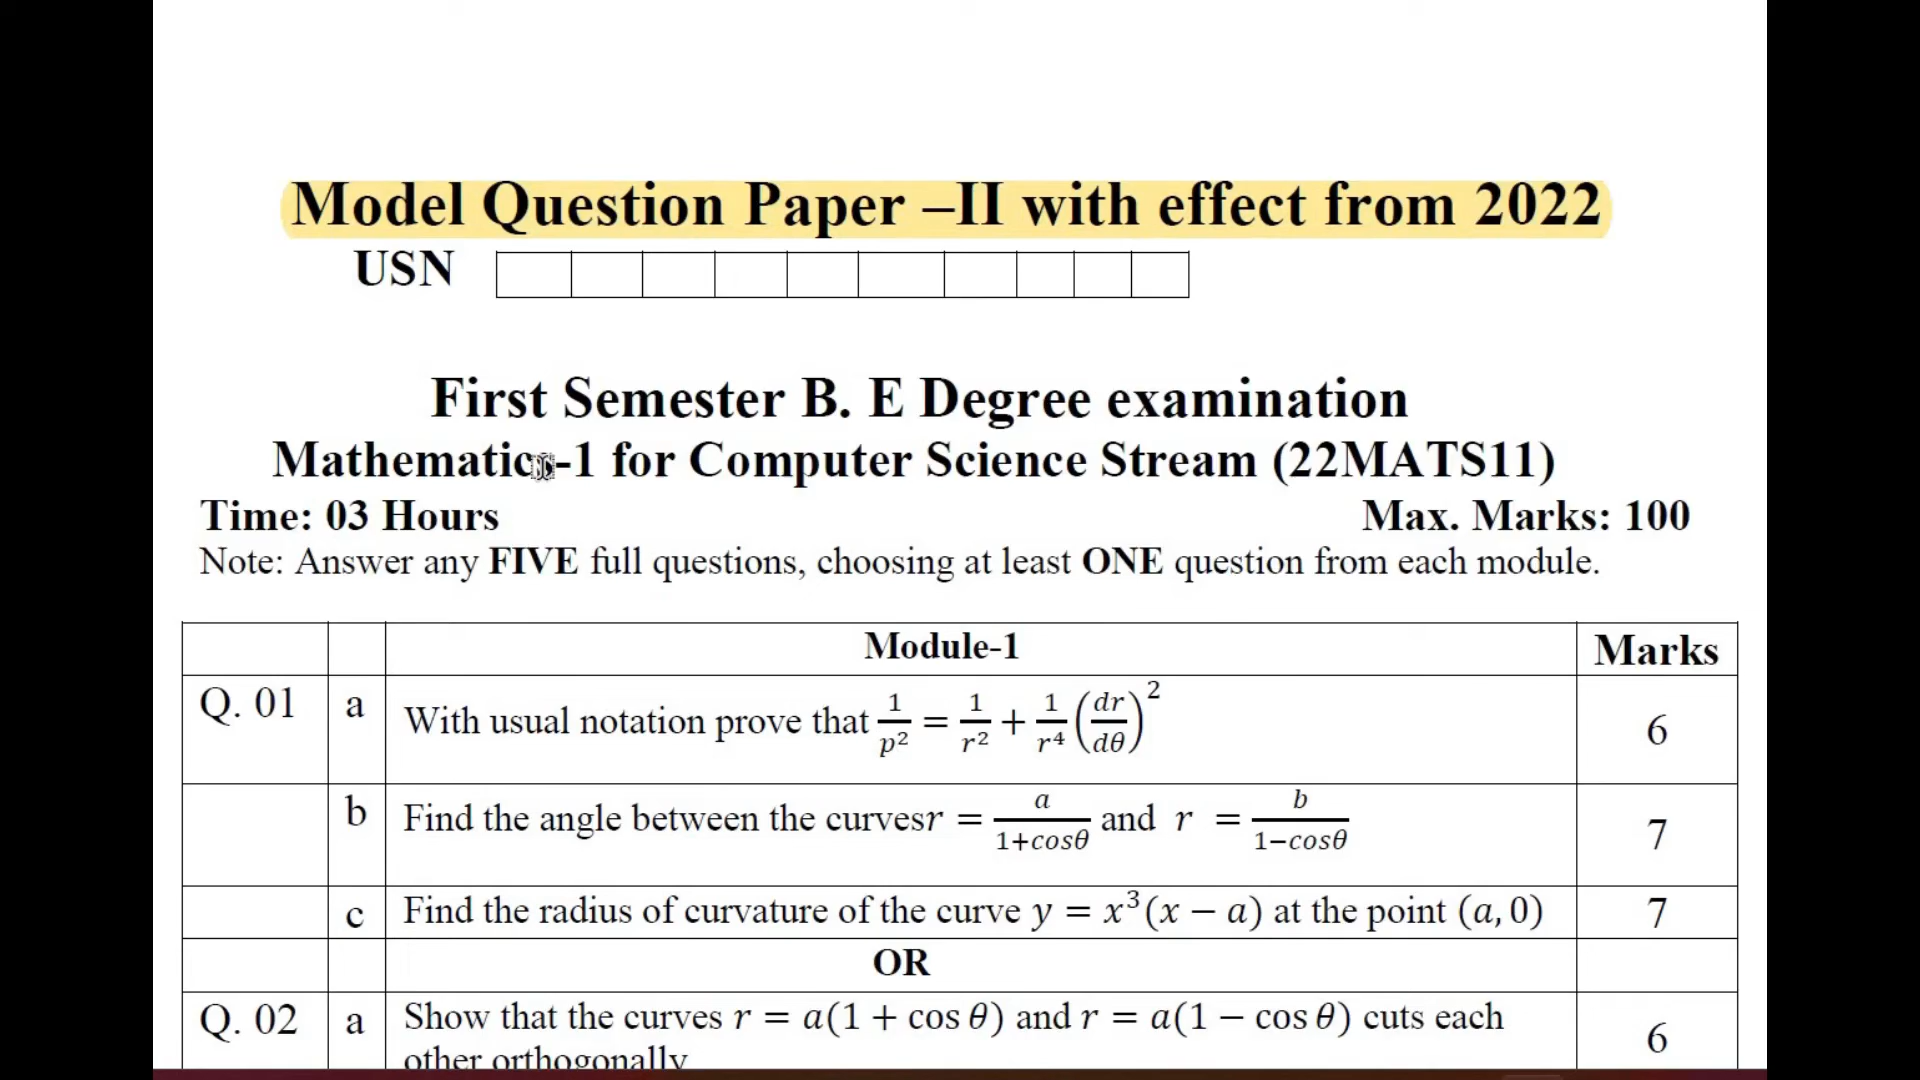 Model Question Paper –II with effect from 2022
USN
First Semester B. E Degree examination
Mathematics-1 for Computer Science Stream (22MATS11)
Time: 03 Hours Max. Marks: 100
Note: Answer any FIVE full questions, choosing at least ONE question from each module.
Module-1 Marks
Q. 01 a With usual notation prove that 1/p² = 1/r² + 1/r⁴ (dr/dθ)² 6
b Find the angle between the curvesr = a/(1+cosθ) and r = b/(1−cosθ) 7
c Find the radius of curvature of the curve y = x³(x − a) at the point (a, 0) 7
OR
Q. 02 a Show that the curves r = a(1 + cos θ) and r = a(1 − cos θ) cuts each 6
other orthogonally